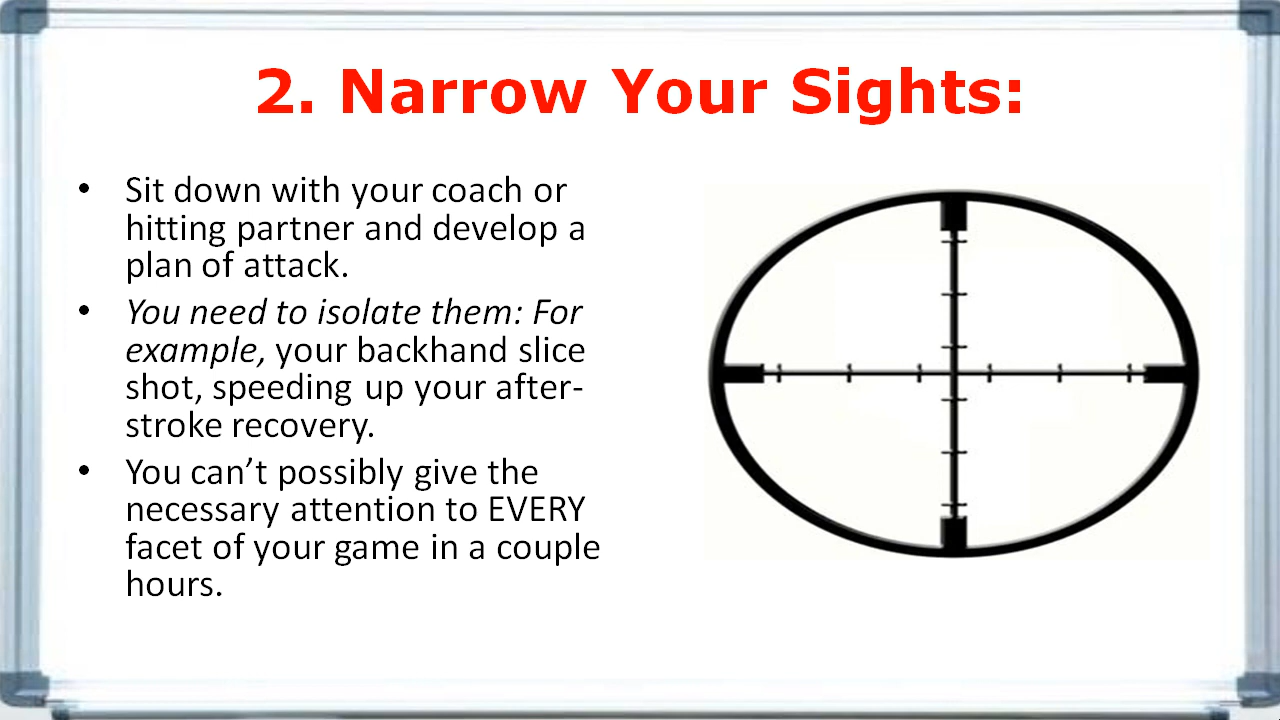 2. Narrow Your Sights:
• Sit down with your coach or
hitting partner and develop a
plan of attack.
• You need to isolate them: For
example, your backhand slice
shot, speeding up your after-
stroke recovery.
• You can’t possibly give the
necessary attention to EVERY
facet of your game in a couple
hours.